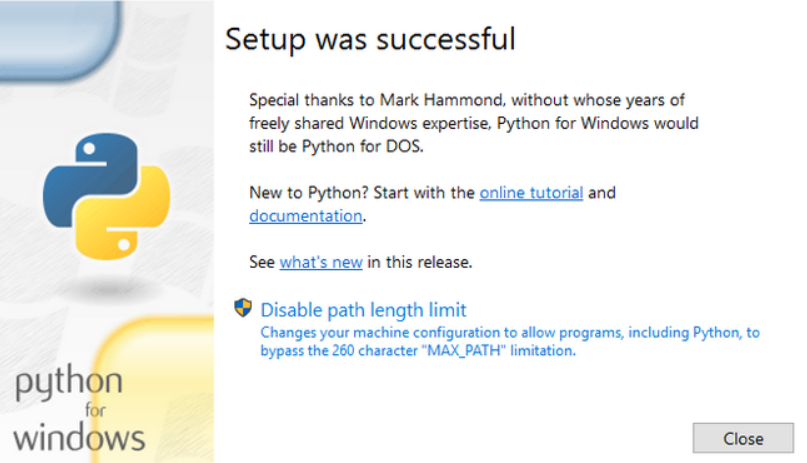 Setup was successful
Special thanks to Mark Hammond, without whose years of
freely shared Windows expertise, Python for Windows would
still be Python for DOS.
New to Python? Start with the online tutorial and
documentation.
See what's new in this release.
Disable path length limit
Changes your machine configuration to allow programs, including Python, to
bypass the 260 character "MAX_PATH" limitation.
python
for
windows
Close